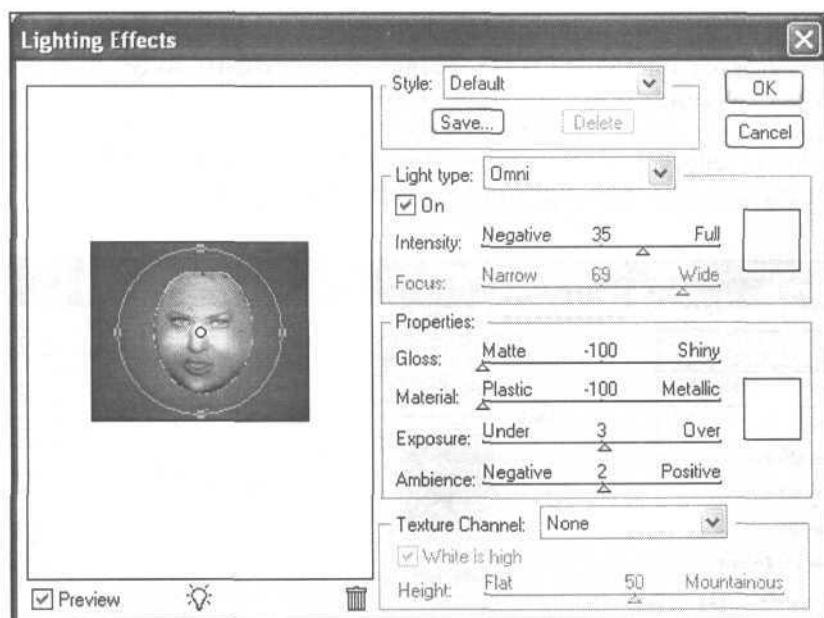 Lighting Effects
Style: Default
OK
Save... Delete
Cancel
Light type: Omni
On
Intensity: Negative 35 Full
Focus: Narrow 69 Wide
Properties:
Gloss: Matte -100 Shiny
Material: Plastic -100 Metallic
Exposure: Under 3 Over
Ambience: Negative 2 Positive
Texture Channel: None
White is high
Height: Flat 50 Mountainous
Preview